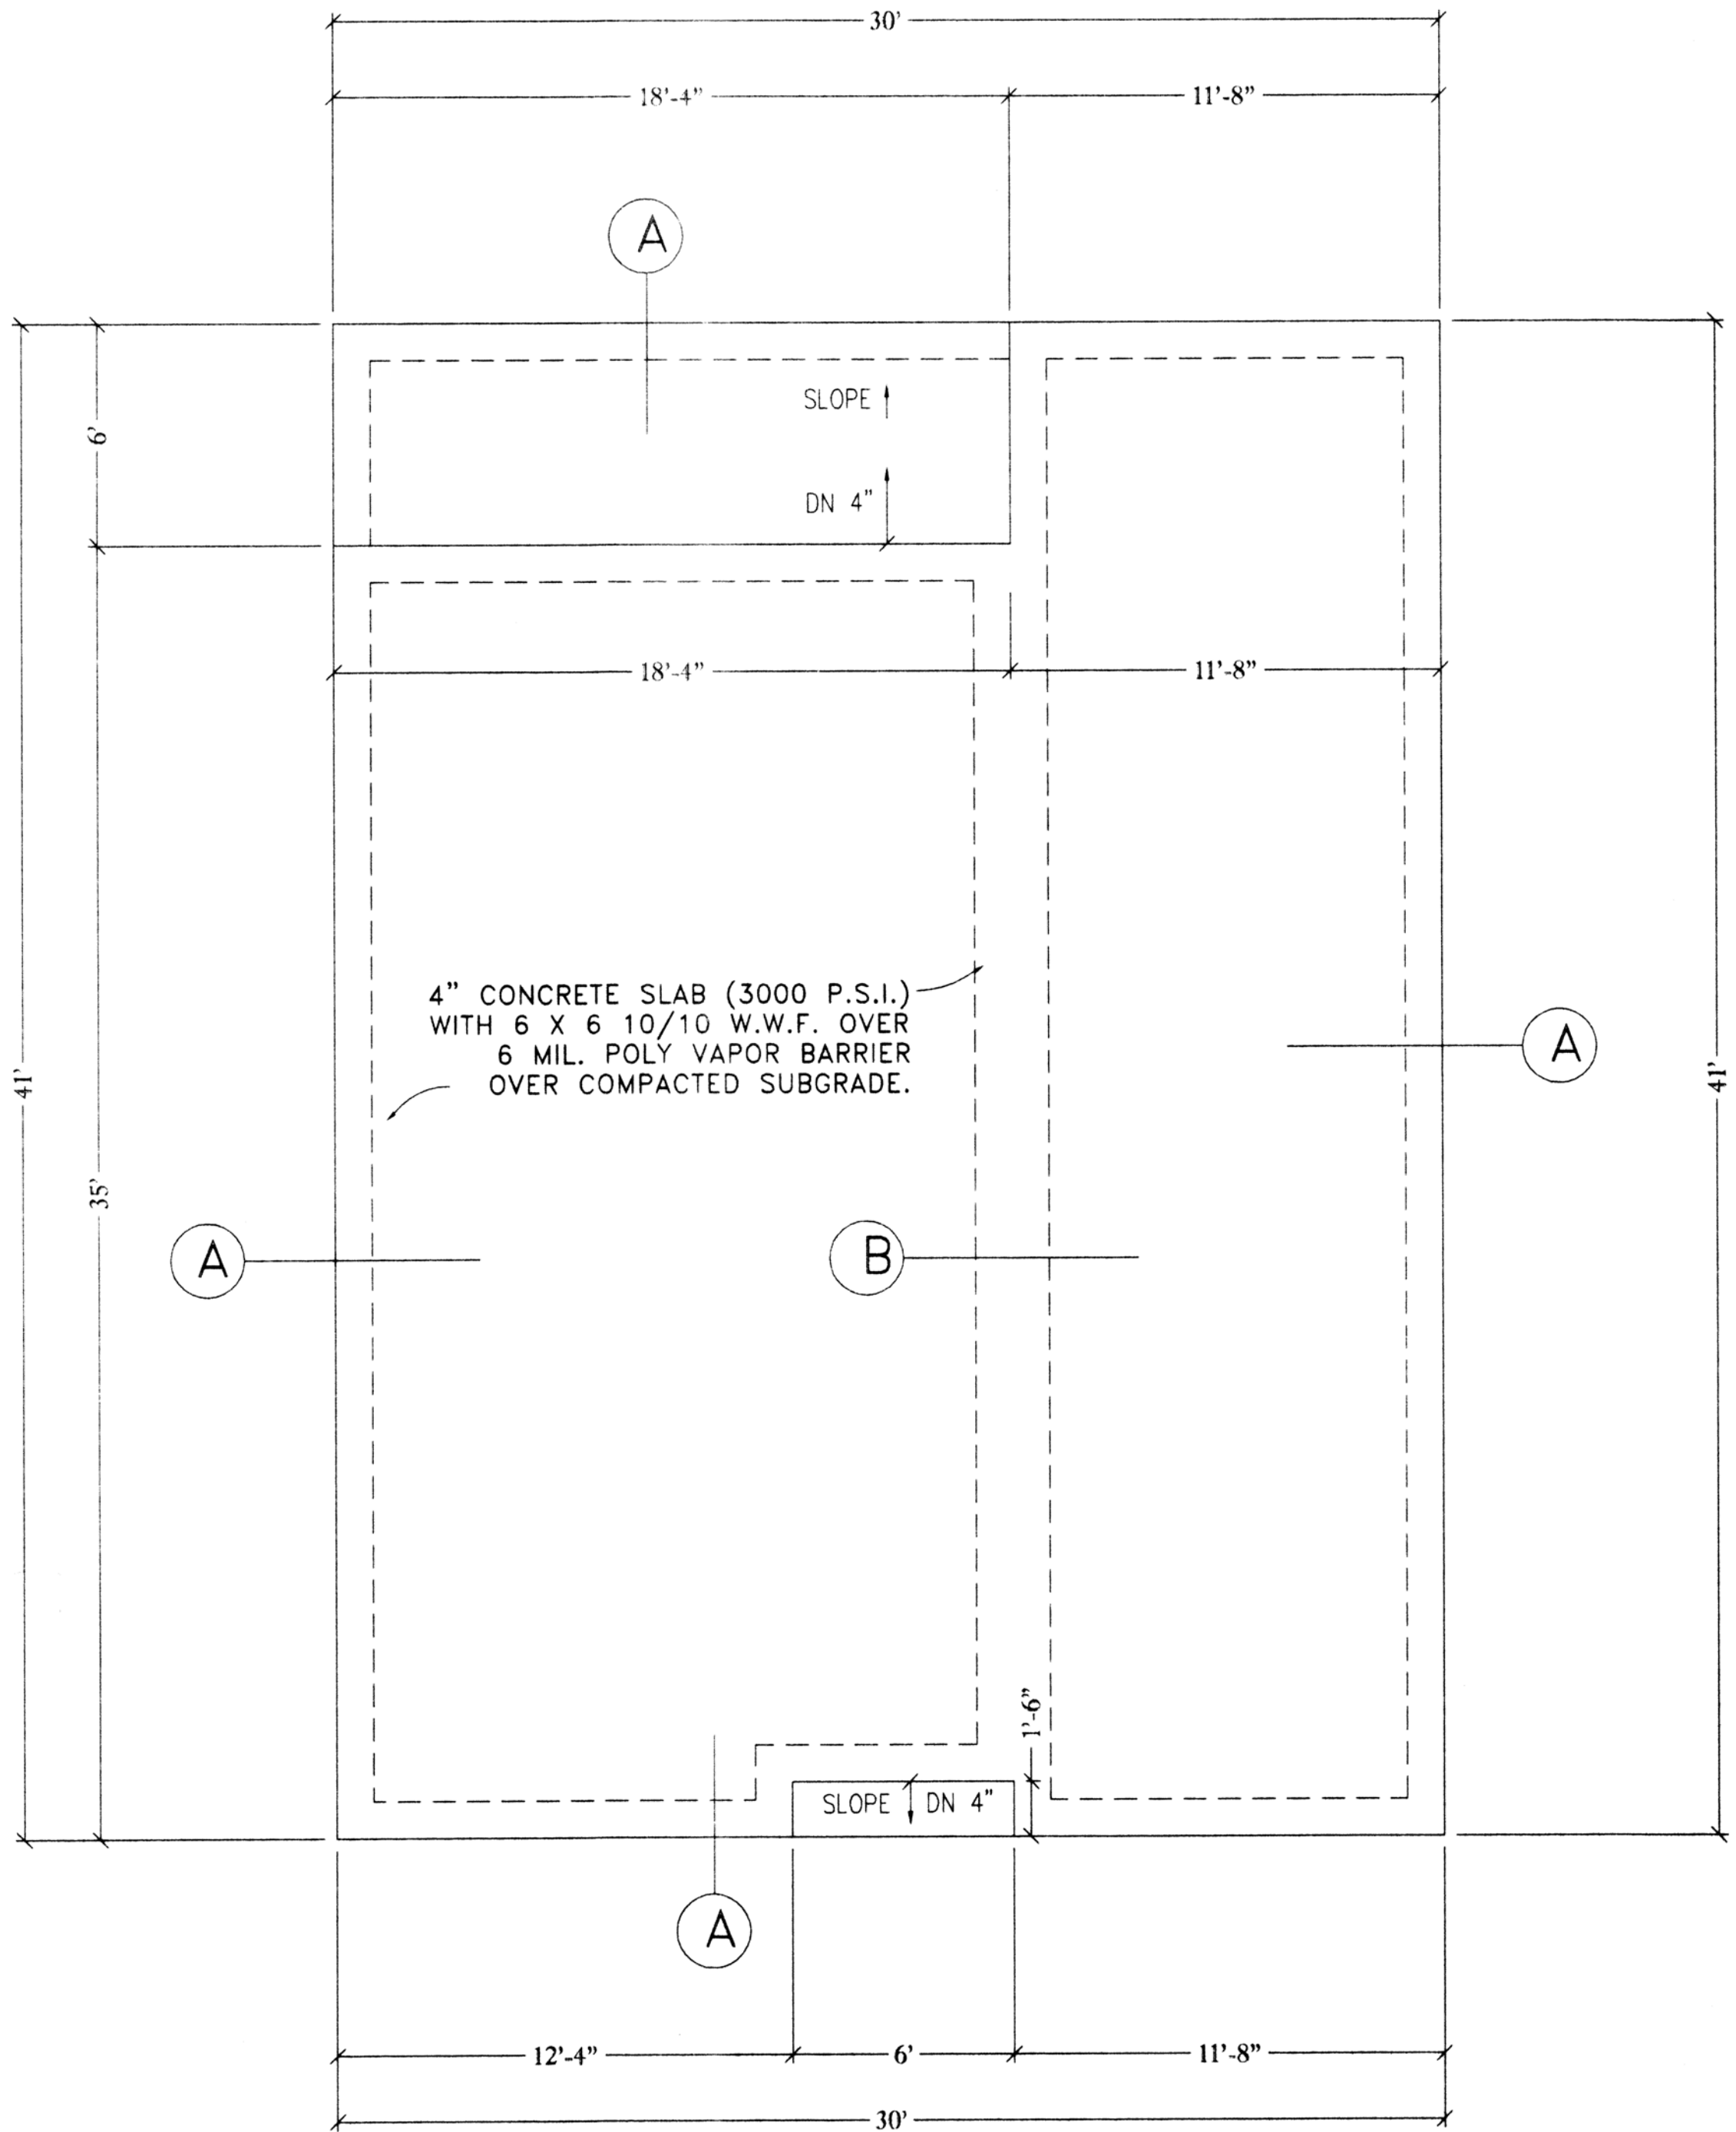 30'
18'-4"
11'-8"
A
SLOPE
6'
DN 4"
18'-4"
11'-8"
4" CONCRETE SLAB (3000 P.S.I.)
WITH 6 X 6 10/10 W.W.F. OVER
6 MIL. POLY VAPOR BARRIER
OVER COMPACTED SUBGRADE.
A
41'
41'
35'
A
B
1'-6"
SLOPE
DN 4"
A
12'-4"
6'
11'-8"
30'